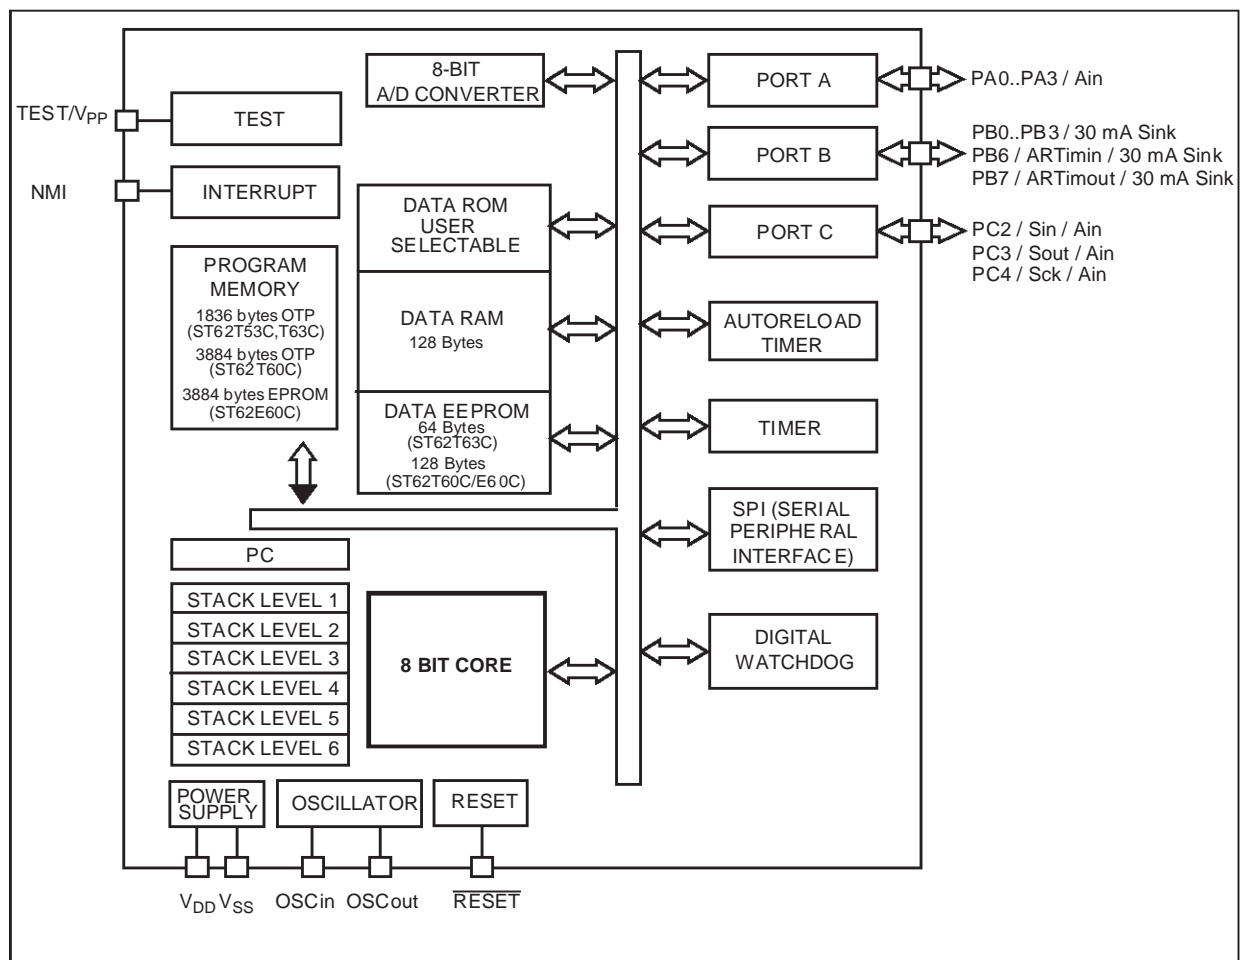 8-BIT
A/D CONVERTER
PORT A
PA0..PA3 / Ain
TEST/VPP
TEST
PORT B
PB0..PB3 / 30 mA Sink
PB6 / ARTimin / 30 mA Sink
PB7 / ARTimout / 30 mA Sink
NMI
INTERRUPT
DATA ROM
USER
SELECTABLE
PORT C
PC2 / Sin / Ain
PC3 / Sout / Ain
PC4 / Sck / Ain
PROGRAM
MEMORY
1836 bytes OTP
(ST62T53C,T63C)
3884 bytes OTP
(ST62T60C)
3884 bytes EPROM
(ST62E60C)
DATA RAM
128 Bytes
AUTORELOAD
TIMER
DATA EEPROM
64 Bytes
(ST62T63C)
128 Bytes
(ST62T60C/E60C)
TIMER
SPI (SERIAL
PERIPHERAL
INTERFACE)
PC
STACK LEVEL 1
STACK LEVEL 2
STACK LEVEL 3
STACK LEVEL 4
STACK LEVEL 5
STACK LEVEL 6
8 BIT CORE
DIGITAL
WATCHDOG
POWER
SUPPLY
OSCILLATOR
RESET
VDD VSS OSCin OSCout RESET